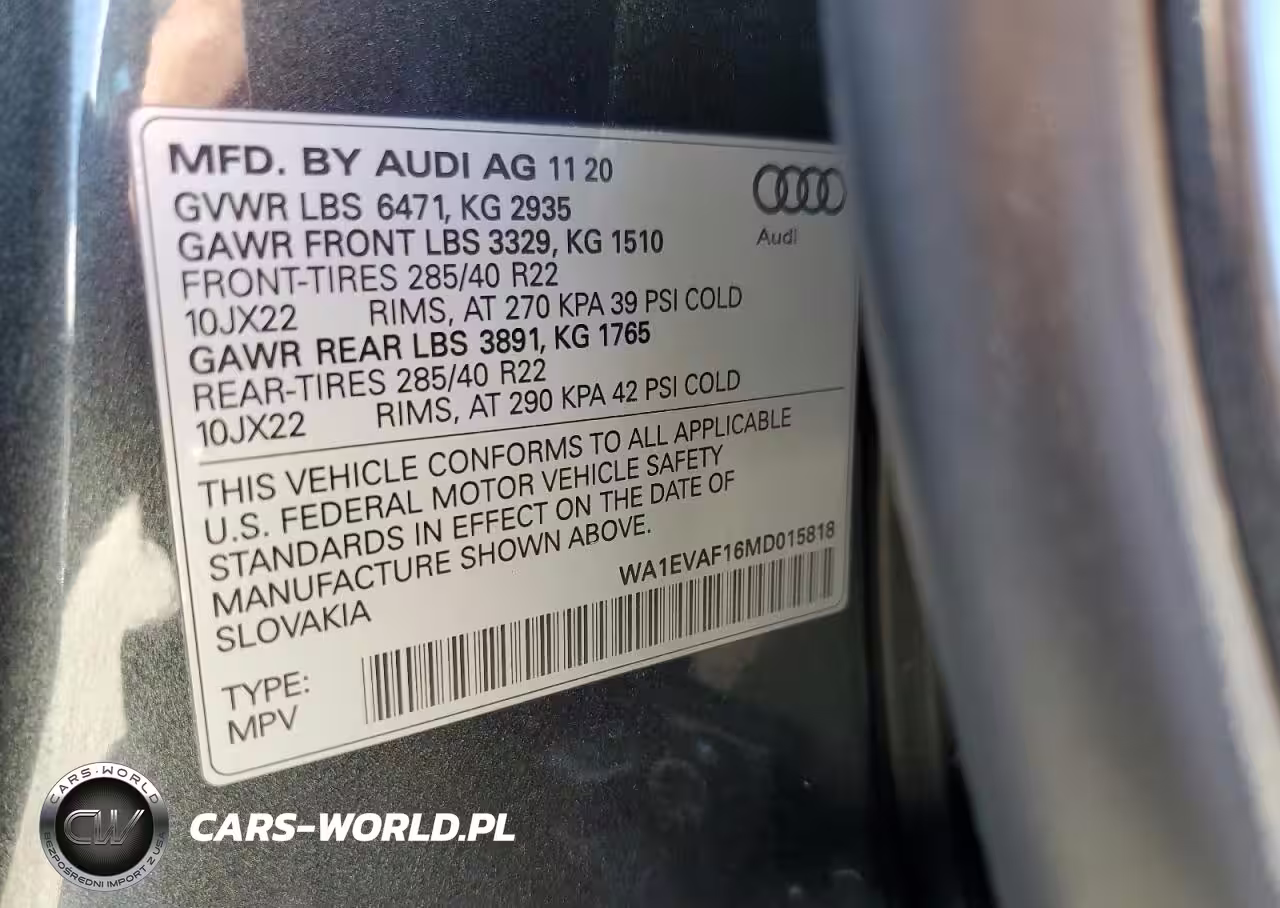 MFD. BY AUDI AG 11 20
GVWR LBS 6471, KG 2935
GAWR FRONT LBS 3329, KG 1510
FRONT-TIRES 285/40 R22
10JX22 RIMS, AT 270 KPA 39 PSI COLD
GAWR REAR LBS 3891, KG 1765
REAR-TIRES 285/40 R22
10JX22 RIMS, AT 290 KPA 42 PSI COLD
Audi
THIS VEHICLE CONFORMS TO ALL APPLICABLE
U.S. FEDERAL MOTOR VEHICLE SAFETY
STANDARDS IN EFFECT ON THE DATE OF
MANUFACTURE SHOWN ABOVE.
SLOVAKIA
WA1EVAF16MD015818
TYPE:
MPV
CARS-WORLD
CW
BEZPOŚREDNI IMPORT Z USA
CARS-WORLD.PL